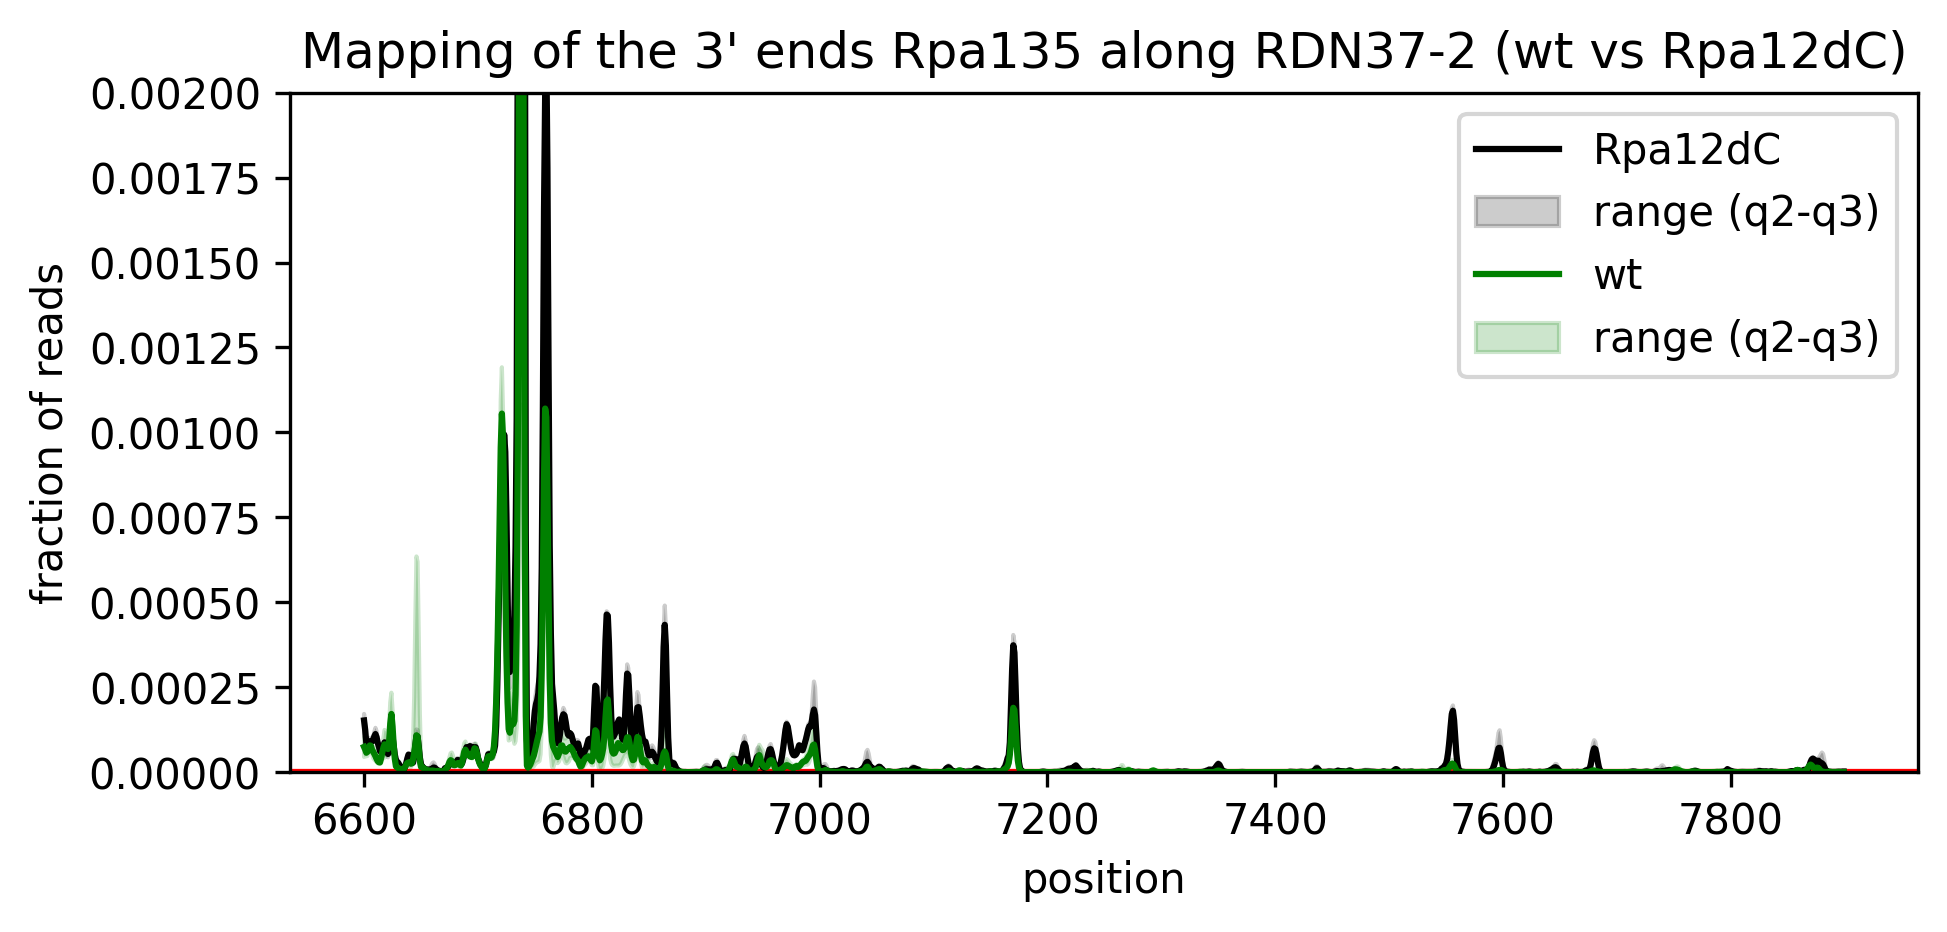 Mapping of the 3' ends Rpa135 along RDN37-2 (wt vs Rpa12dC)
0.00200
0.00175
0.00150
0.00125
0.00100
0.00075
0.00050
0.00025
0.00000
fraction of reads
Rpa12dC
range (q2-q3)
wt
range (q2-q3)
6600 6800 7000 7200 7400 7600 7800
position